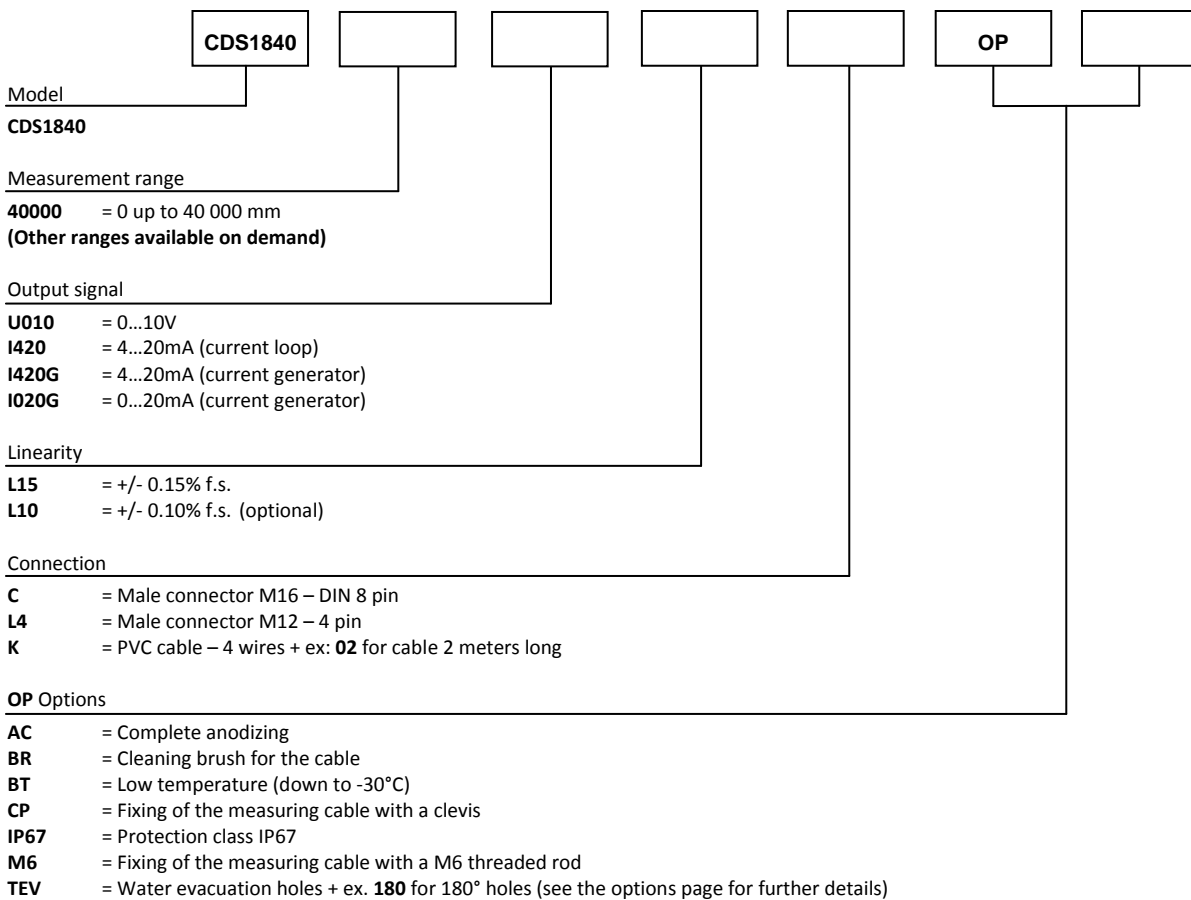 CDS1840 OP
Model
CDS1840
Measurement range
40000 = 0 up to 40 000 mm
(Other ranges available on demand)
Output signal
U010 = 0...10V
I420 = 4...20mA (current loop)
I420G = 4...20mA (current generator)
I020G = 0...20mA (current generator)
Linearity
L15 = +/- 0.15% f.s.
L10 = +/- 0.10% f.s. (optional)
Connection
C = Male connector M16 – DIN 8 pin
L4 = Male connector M12 – 4 pin
K = PVC cable – 4 wires + ex: 02 for cable 2 meters long
OP Options
AC = Complete anodizing
BR = Cleaning brush for the cable
BT = Low temperature (down to -30°C)
CP = Fixing of the measuring cable with a clevis
IP67 = Protection class IP67
M6 = Fixing of the measuring cable with a M6 threaded rod
TEV = Water evacuation holes + ex. 180 for 180° holes (see the options page for further details)